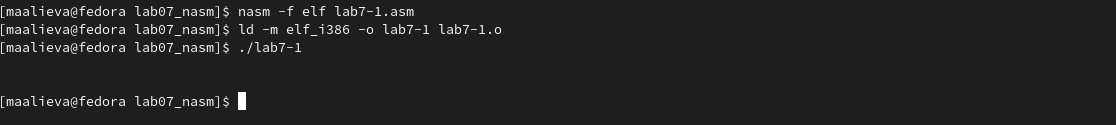 [maalieva@fedora lab07_nasm]$ nasm -f elf lab7-1.asm
[maalieva@fedora lab07_nasm]$ ld -m elf_i386 -o lab7-1 lab7-1.o
[maalieva@fedora lab07_nasm]$ ./lab7-1
[maalieva@fedora lab07_nasm]$